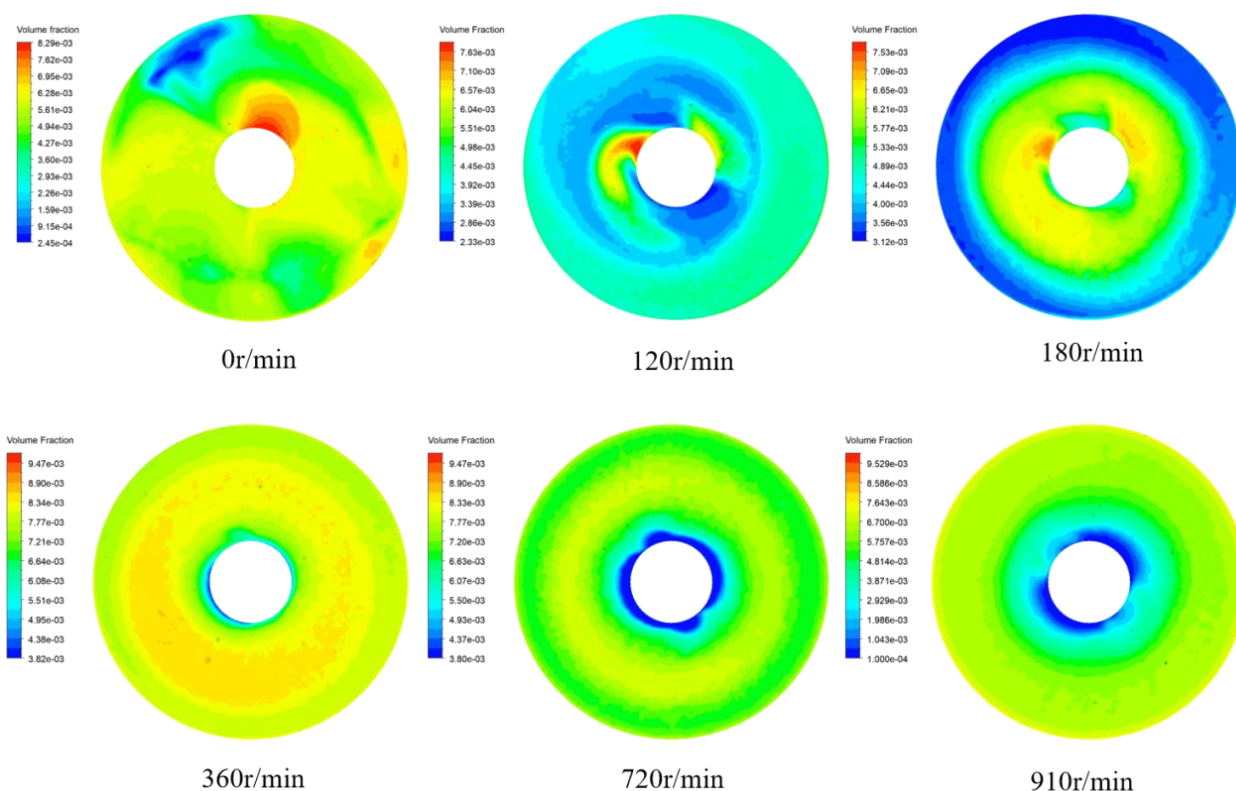 Volume fraction
8.29e-03
7.62e-03
6.95e-03
6.28e-03
5.61e-03
4.94e-03
4.27e-03
3.60e-03
2.93e-03
2.26e-03
1.59e-03
9.15e-04
2.45e-04
0r/min
Volume Fraction
7.63e-03
7.10e-03
6.57e-03
6.04e-03
5.51e-03
4.98e-03
4.45e-03
3.92e-03
3.39e-03
2.86e-03
2.33e-03
120r/min
Volume Fraction
7.53e-03
7.09e-03
6.65e-03
6.21e-03
5.77e-03
5.33e-03
4.89e-03
4.44e-03
4.00e-03
3.56e-03
3.12e-03
180r/min
Volume Fraction
9.47e-03
8.90e-03
8.34e-03
7.77e-03
7.21e-03
6.64e-03
6.08e-03
5.51e-03
4.95e-03
4.38e-03
3.82e-03
360r/min
Volume Fraction
9.47e-03
8.90e-03
8.33e-03
7.77e-03
7.20e-03
6.63e-03
6.07e-03
5.50e-03
4.93e-03
4.37e-03
3.80e-03
720r/min
Volume Fraction
9.529e-03
8.586e-03
7.643e-03
6.700e-03
5.757e-03
4.814e-03
3.871e-03
2.929e-03
1.986e-03
1.043e-03
1.000e-04
910r/min